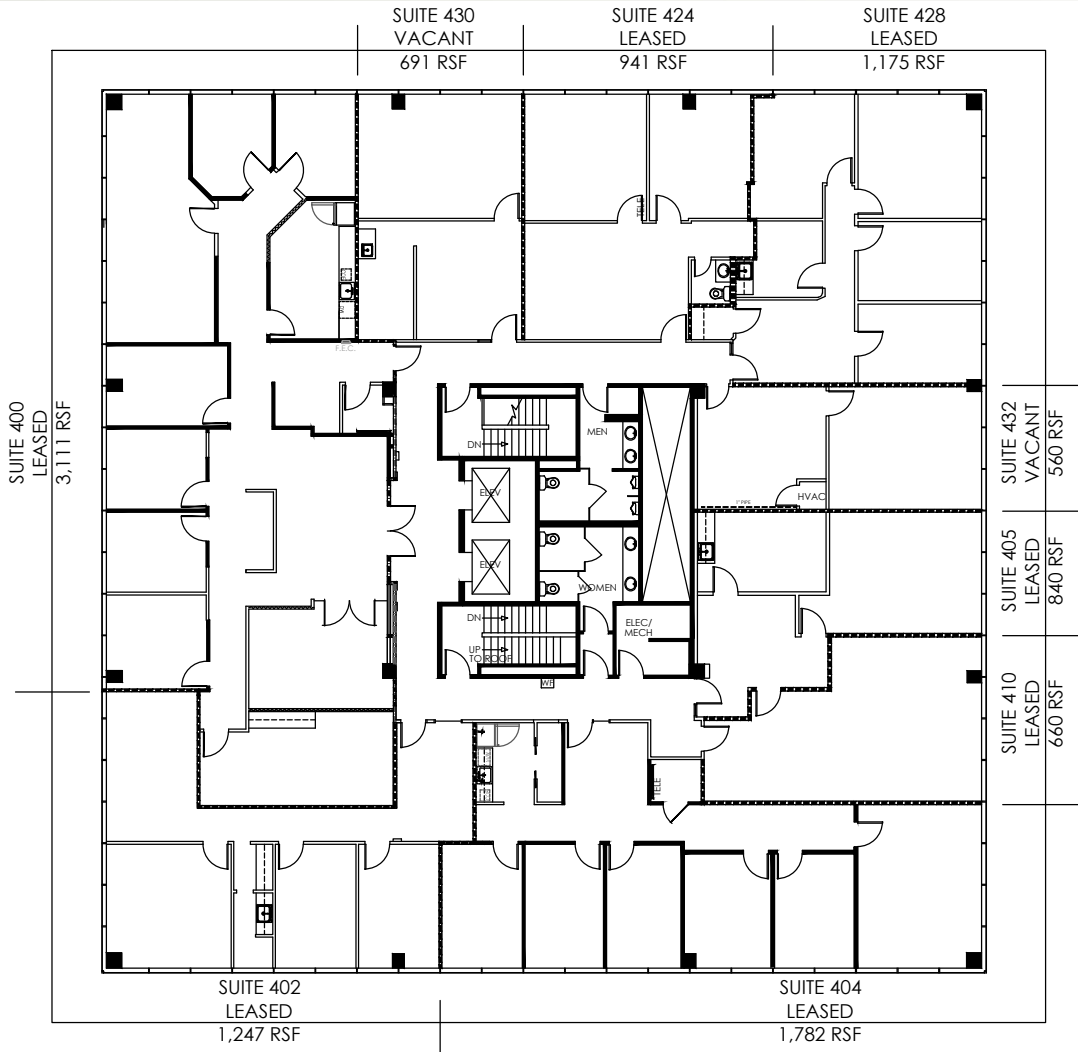 SUITE 430
VACANT
691 RSF
SUITE 424
LEASED
941 RSF
SUITE 428
LEASED
1,175 RSF
TELE
F.E.C.
SUITE 400
LEASED
3,111 RSF
DN
MEN
ELEV
ELEV
WOMEN
DN
UP
TO ROOF
ELEC/
MECH
WF
1" PIPE
HVAC
SUITE 432
VACANT
560 RSF
SUITE 405
LEASED
840 RSF
SUITE 410
LEASED
660 RSF
TELE
SUITE 402
LEASED
1,247 RSF
SUITE 404
LEASED
1,782 RSF